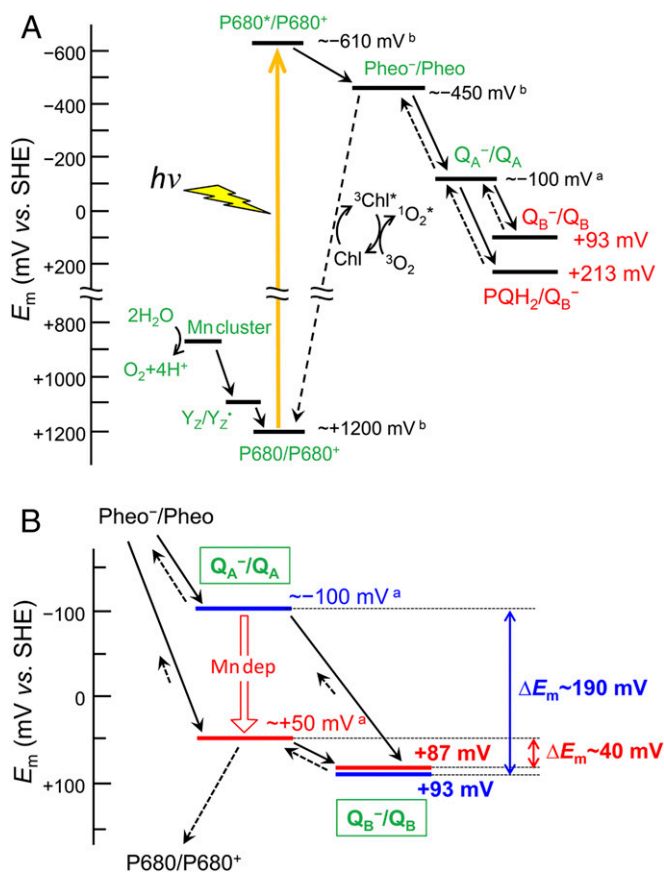 A
P680*/P680⁺
~−610 mV ᵇ
Pheo⁻/Pheo
~−450 mV ᵇ
Q_A⁻/Q_A
~−100 mV ᵃ
Q_B⁻/Q_B
+93 mV
+213 mV
PQH₂/Q_B⁻
hν
³Chl*
¹O₂*
Chl
³O₂
2H₂O
Mn cluster
O₂+4H⁺
Y_Z/Y_Z•
~+1200 mV ᵇ
P680/P680⁺
E_m (mV vs. SHE)
−600
−400
−200
0
+200
+800
+1000
+1200
B
Pheo⁻/Pheo
Q_A⁻/Q_A
~−100 mV ᵃ
Mn dep
~+50 mV ᵃ
ΔE_m~190 mV
+87 mV
ΔE_m~40 mV
+93 mV
Q_B⁻/Q_B
P680/P680⁺
E_m (mV vs. SHE)
−100
0
+100